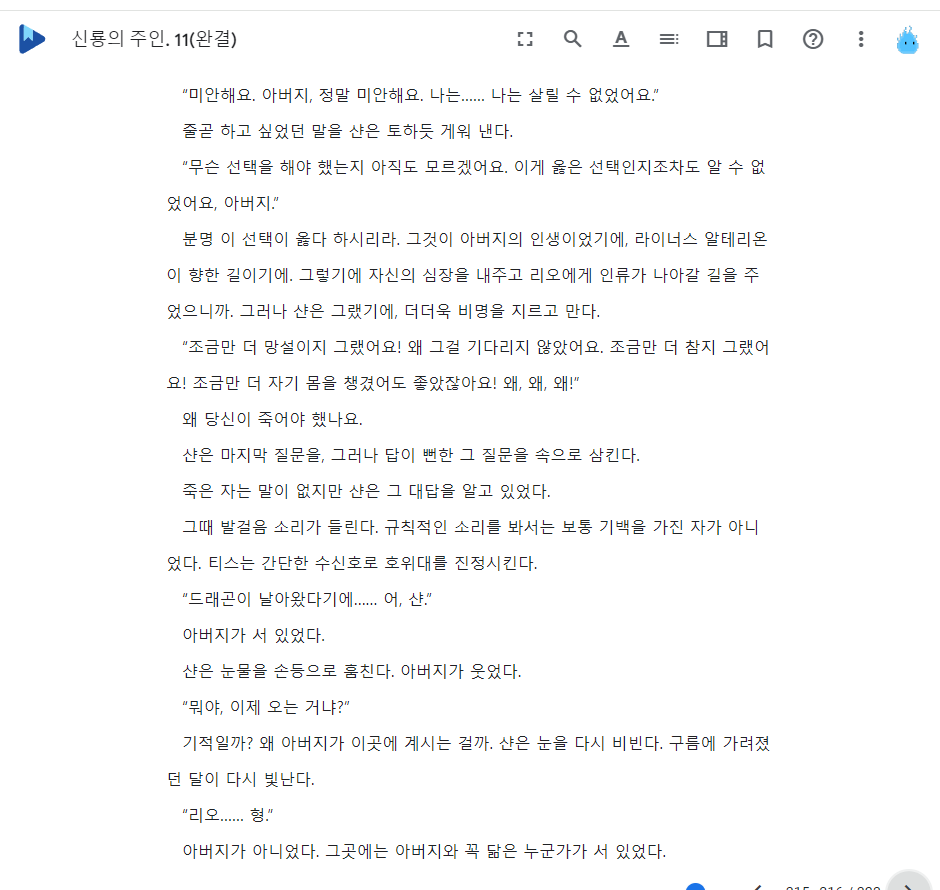 신룡의 주인. 11(완결)
“미안해요. 아버지, 정말 미안해요. 나는…… 나는 살릴 수 없었어요.”
줄곧 하고 싶었던 말을 샨은 토하듯 게워 낸다.
“무슨 선택을 해야 했는지 아직도 모르겠어요. 이게 옳은 선택인지조차도 알 수 없
었어요, 아버지.”
분명 이 선택이 옳다 하시리라. 그것이 아버지의 인생이었기에, 라이너스 알테리온
이 향한 길이기에. 그렇기에 자신의 심장을 내주고 리오에게 인류가 나아갈 길을 주
었으니까. 그러나 샨은 그랬기에, 더더욱 비명을 지르고 만다.
“조금만 더 망설이지 그랬어요! 왜 그걸 기다리지 않았어요. 조금만 더 참지 그랬어
요! 조금만 더 자기 몸을 챙겼어도 좋았잖아요! 왜, 왜, 왜!”
왜 당신이 죽어야 했나요.
샨은 마지막 질문을, 그러나 답이 뻔한 그 질문을 속으로 삼킨다.
죽은 자는 말이 없지만 샨은 그 대답을 알고 있었다.
그때 발걸음 소리가 들린다. 규칙적인 소리를 봐서는 보통 기백을 가진 자가 아니
었다. 티스는 간단한 수신호로 호위대를 진정시킨다.
“드래곤이 날아왔다기에…… 어, 샨.”
아버지가 서 있었다.
샨은 눈물을 손등으로 훔친다. 아버지가 웃었다.
“뭐야, 이제 오는 거냐?”
기적일까? 왜 아버지가 이곳에 계시는 걸까. 샨은 눈을 다시 비빈다. 구름에 가려졌
던 달이 다시 빛난다.
“리오…… 형.”
아버지가 아니었다. 그곳에는 아버지와 꼭 닮은 누군가가 서 있었다.